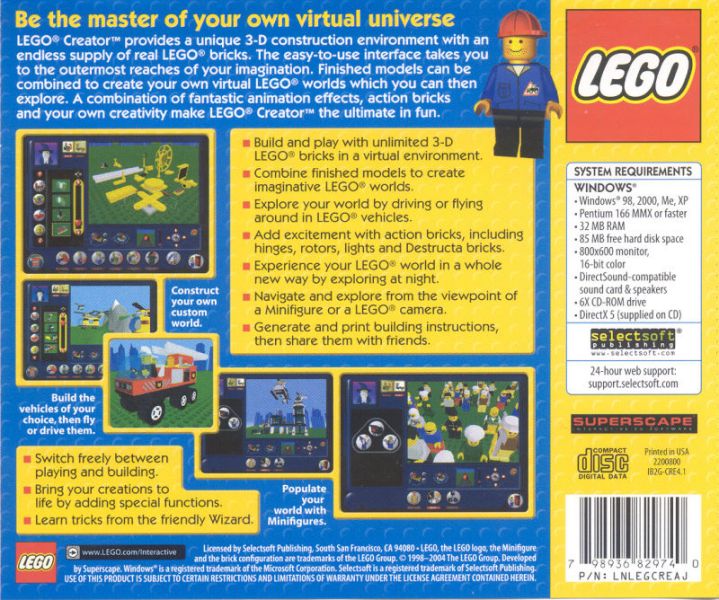 Be the master of your own virtual universe
LEGO® Creator™ provides a unique 3-D construction environment with an
endless supply of real LEGO® bricks. The easy-to-use interface takes you
to the outermost reaches of your imagination. Finished models can be
combined to create your own virtual LEGO® worlds which you can then
explore. A combination of fantastic animation effects, action bricks
and your own creativity make LEGO® Creator™ the ultimate in fun.
■ Build and play with unlimited 3-D
LEGO® bricks in a virtual environment.
■ Combine finished models to create
imaginative LEGO® worlds.
■ Explore your world by driving or flying
around in LEGO® vehicles.
■ Add excitement with action bricks, including
hinges, rotors, lights and Destructa bricks.
■ Experience your LEGO® world in a whole
new way by exploring at night.
■ Navigate and explore from the viewpoint of
a Minifigure or a LEGO® camera.
■ Generate and print building instructions,
then share them with friends.
Construct
your own
custom
world.
Build the
vehicles of your
choice, then fly
or drive them.
■ Switch freely between
playing and building.
■ Bring your creations to
life by adding special functions.
■ Learn tricks from the friendly Wizard.
Populate
your
world with
Minifigures.
LEGO®
SYSTEM REQUIREMENTS
WINDOWS®
• Windows® 98, 2000, Me, XP
• Pentium 166 MMX or faster
• 32 MB RAM
• 85 MB free hard disk space
• 800x600 monitor,
16-bit color
• DirectSound-compatible
sound card & speakers
• 6X CD-ROM drive
• DirectX 5 (supplied on CD)
selectsoft®
publishing
www.selectsoft.com
24-hour web support:
support.selectsoft.com
SUPERSCAPE
INTERACTIVE 3D SOFTWARE
COMPACT
disc
DIGITAL DATA
Printed in USA
2200800
IB2G-CRE4.1
7 98936 82974 0
P/N: LNLEGCREAJ
LEGO
www.LEGO.com/Interactive
Licensed by Selectsoft Publishing, South San Francisco, CA 94080 • LEGO, the LEGO logo, the Minifigure
and the brick configuration are trademarks of the LEGO Group. © 1998–2004 The LEGO Group. Developed
by Superscape. Windows® is a registered trademark of Microsoft Corporation. Selectsoft is a registered trademark of Selectsoft Publishing.
USE OF THIS PRODUCT IS SUBJECT TO CERTAIN RESTRICTIONS AND LIMITATIONS OF WARRANTY UNDER THE LICENSE AGREEMENT CONTAINED HEREIN.